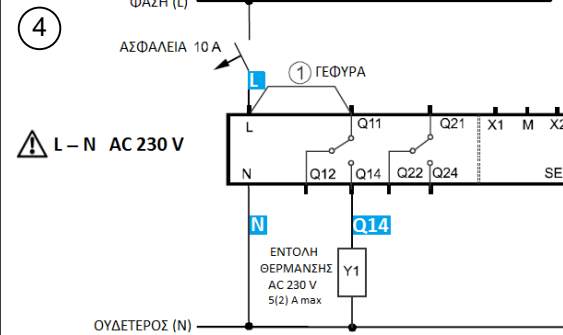 ΦΑΣΗ (L)
4
ΑΣΦΑΛΕΙΑ 10 A
L
1 ΓΕΦΥΡΑ
L Q11 Q21 X1 M X2
L – N AC 230 V
N Q12 Q14 Q22 Q24 SE
N Q14
ΕΝΤΟΛΗ
ΘΕΡΜΑΝΣΗΣ
AC 230 V
5(2) A max
Y1
ΟΥΔΕΤΕΡΟΣ (N)